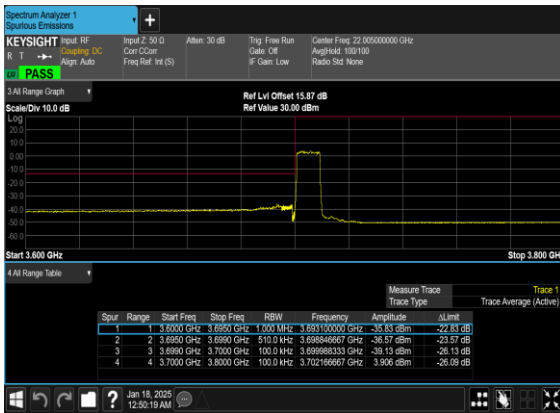 Spectrum Analyzer 1
Spurious Emissions
+
KEYSIGHT Input: RF Input Z: 50 Ω Atten: 30 dB Trig: Free Run Center Freq: 22.005000000 GHz
R T Coupling: DC Corr CCorr Gate: Off Avg|Hold: 100/100
Align: Auto Freq Ref: Int (S) IF Gain: Low Radio Std: None
PASS
3 All Range Graph
Ref Lvl Offset 15.87 dB
Scale/Div 10.0 dB Ref Value 30.00 dBm
Log
20.0
10.0
0.00
-10.0
-20.0
-30.0
-40.0
-50.0
-60.0
Start 3.600 GHz Stop 3.800 GH
4 All Range Table
Measure Trace Trace 1
Trace Type Trace Average (Active)
Spur Range Start Freq Stop Freq RBW Frequency Amplitude ΔLimit
1 1 3.6000 GHz 3.6950 GHz 1.000 MHz 3.693100000 GHz -35.83 dBm -22.83 dB
2 2 3.6950 GHz 3.6990 GHz 510.0 kHz 3.698846667 GHz -36.57 dBm -23.57 dB
3 3 3.6990 GHz 3.7000 GHz 100.0 kHz 3.699988333 GHz -39.13 dBm -26.13 dB
4 4 3.7000 GHz 3.8000 GHz 100.0 kHz 3.702166667 GHz 3.906 dBm -26.09 dB
? Jan 18, 2025
12:50:19 AM